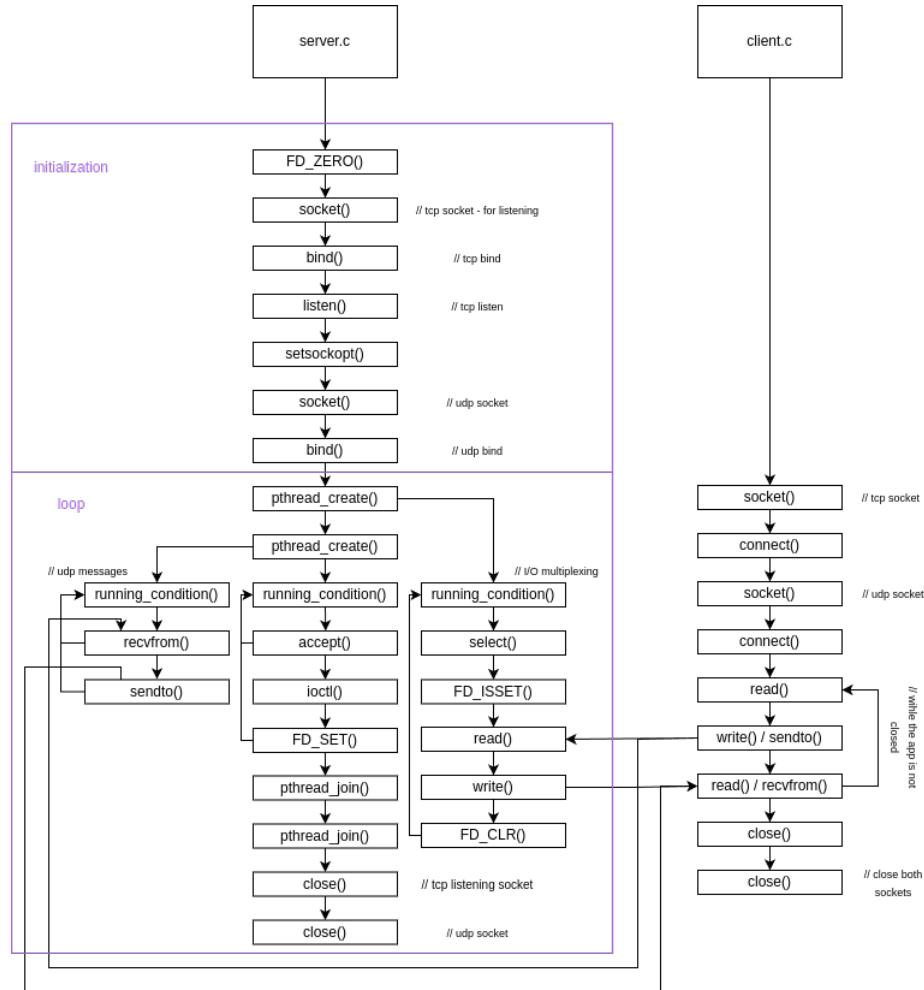 server.c
client.c
initialization
FD_ZERO()
socket()
// tcp socket - for listening
bind()
// tcp bind
listen()
// tcp listen
setsockopt()
socket()
// udp socket
bind()
// udp bind
loop
pthread_create()
pthread_create()
// udp messages
running_condition()
recvfrom()
sendto()
running_condition()
accept()
ioctl()
FD_SET()
pthread_join()
pthread_join()
close()
// tcp listening socket
close()
// udp socket
// I/O multiplexing
running_condition()
select()
FD_ISSET()
read()
write()
FD_CLR()
socket()
// tcp socket
connect()
socket()
// udp socket
connect()
read()
write() / sendto()
read() / recvfrom()
// wihle the app is not
closed
close()
close()
// close both
sockets